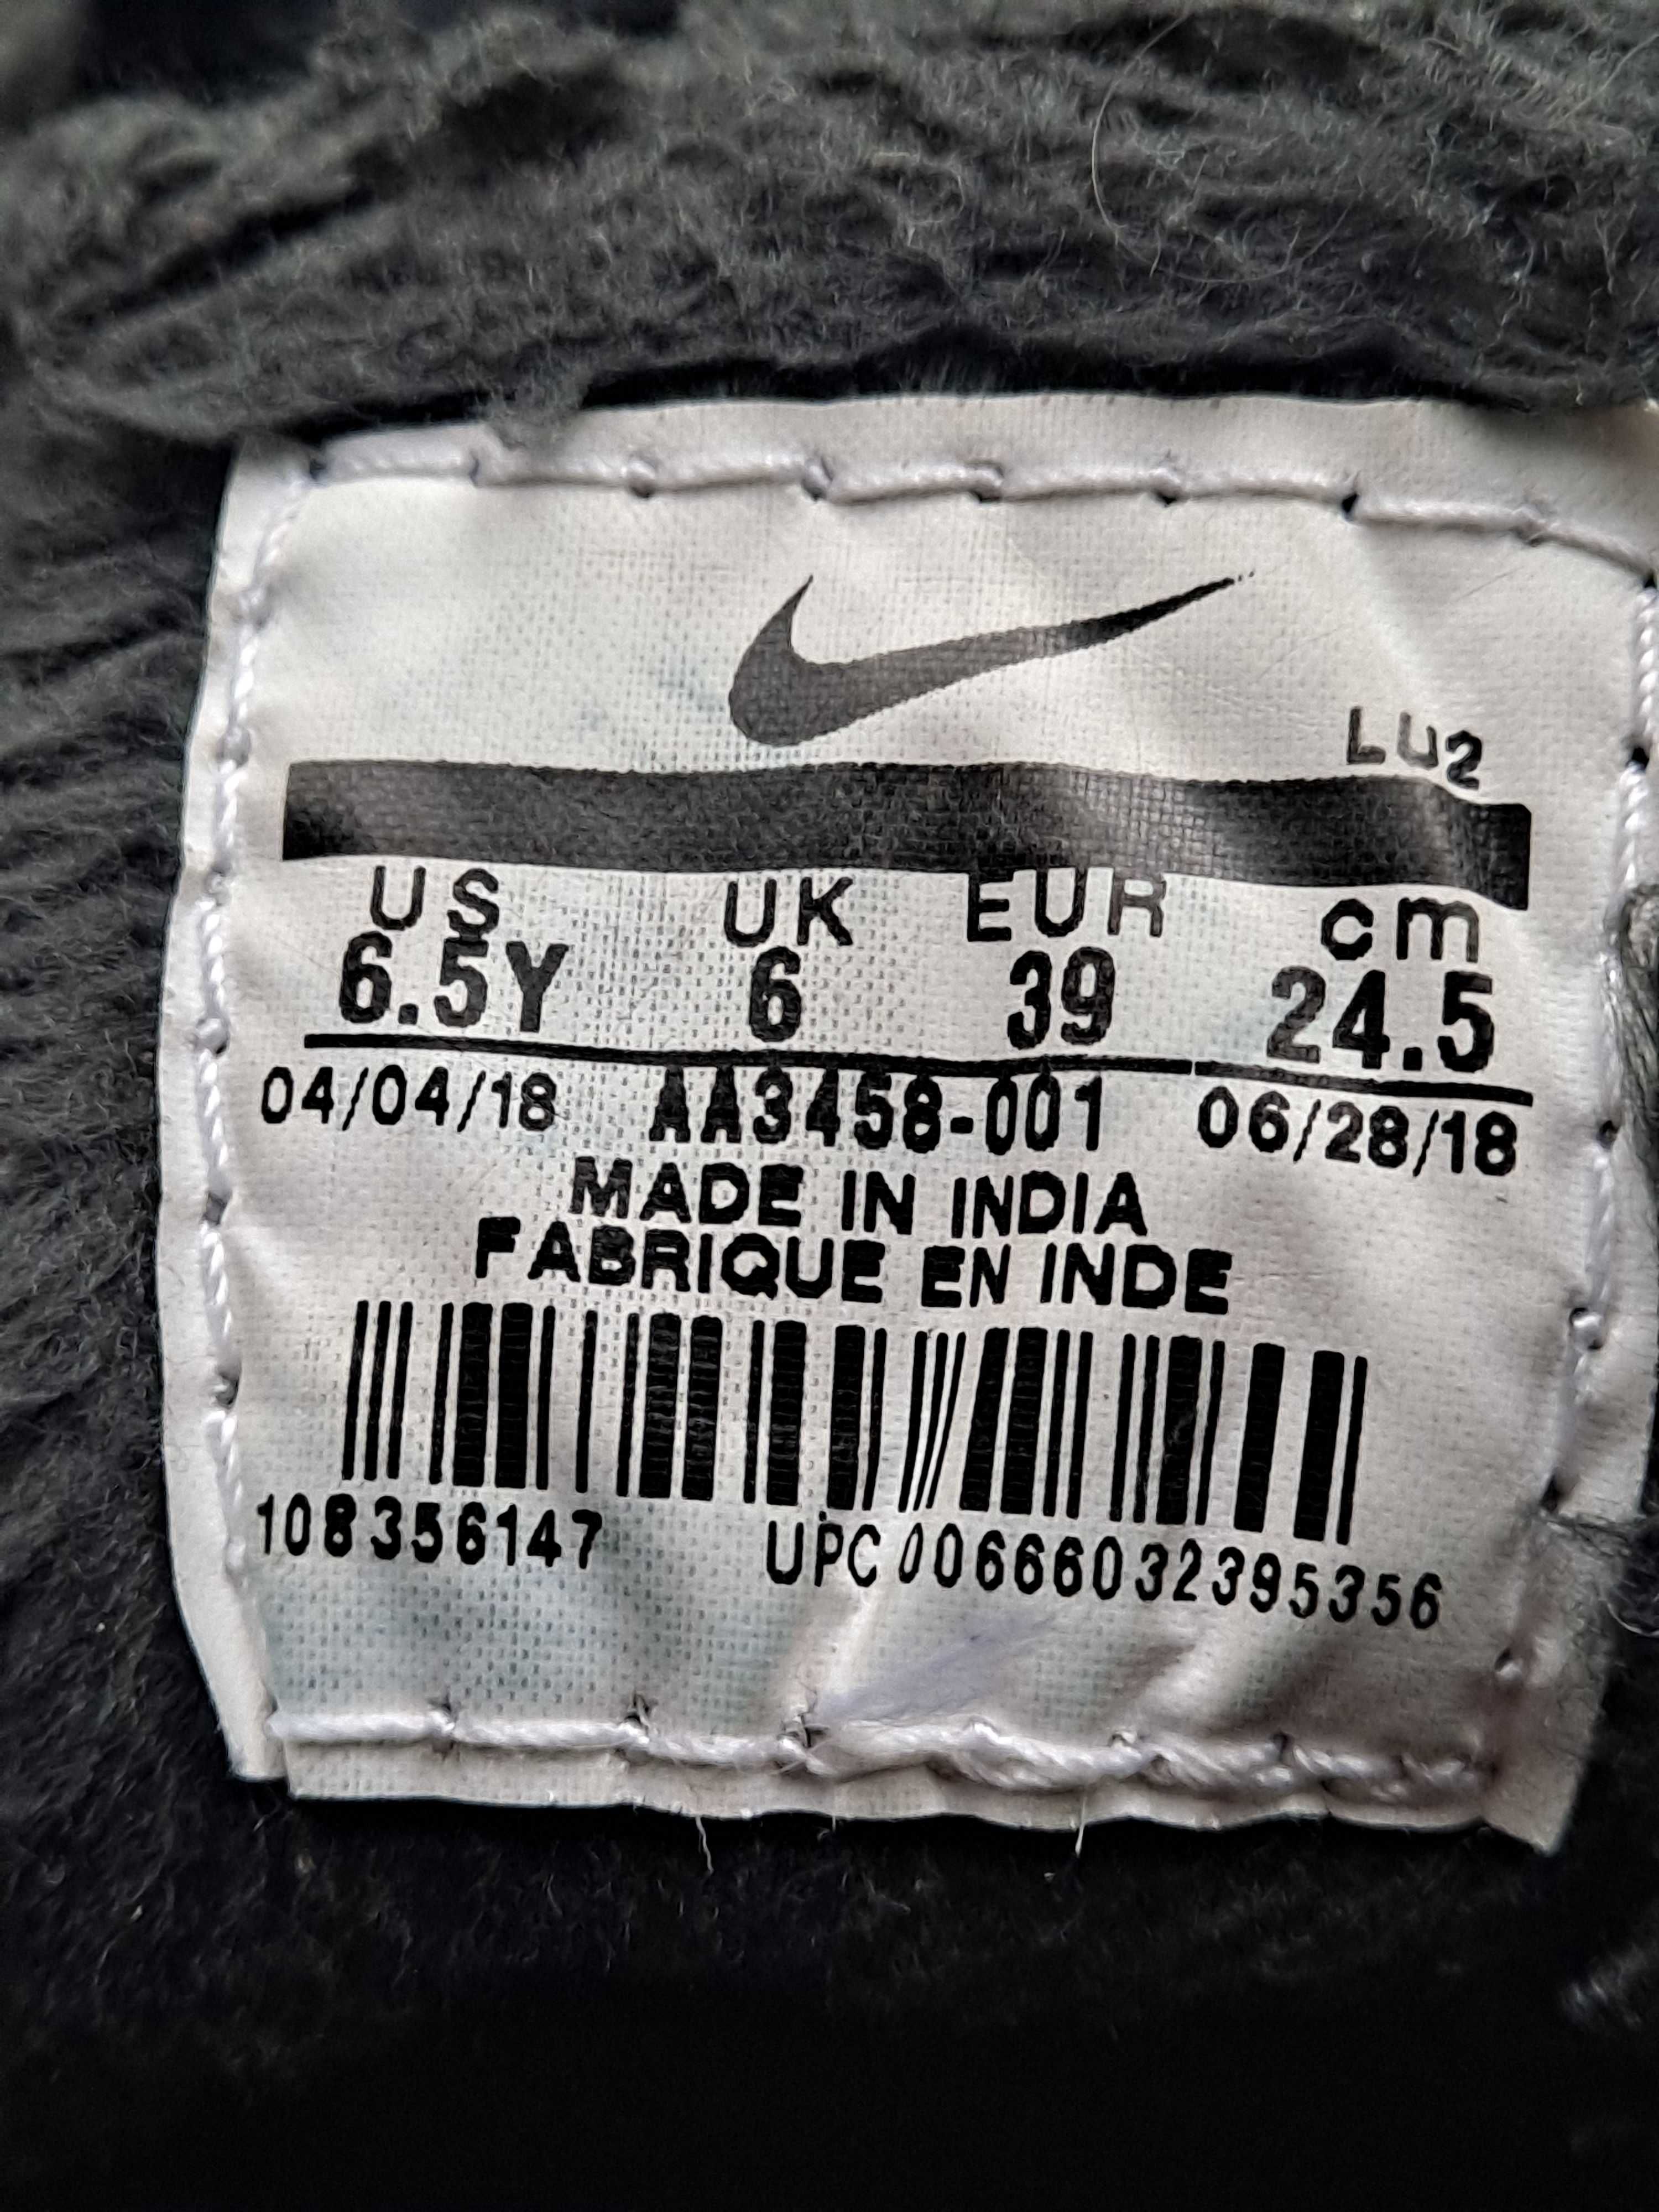 LU2
US UK EUR cm
6.5Y 6 39 24.5
04/04/18 AA3458-001 06/28/18
MADE IN INDIA
FABRIQUE EN INDE
108356147 UPC 00666032395356